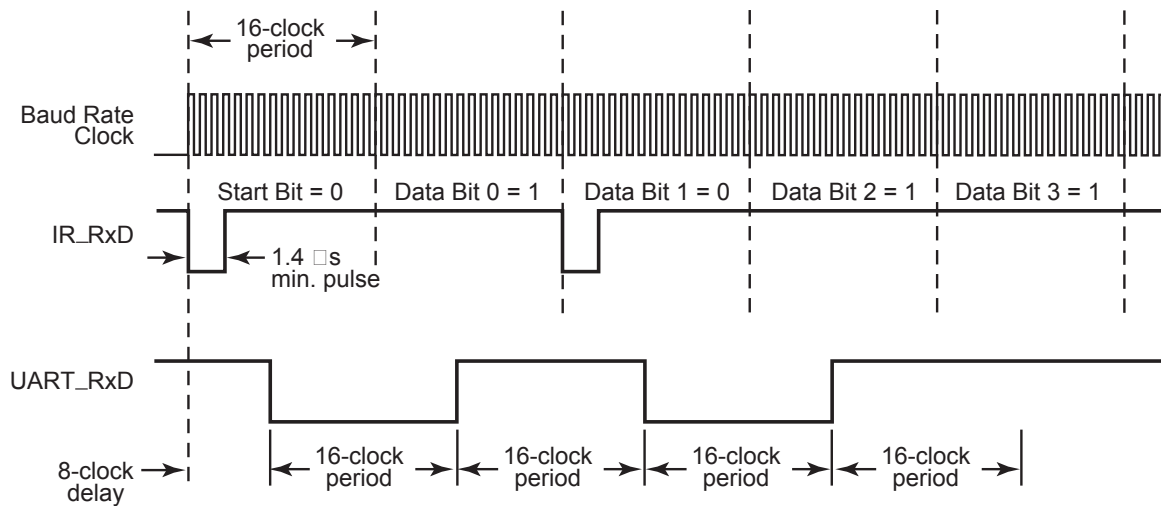 16-clock
period
Baud Rate
Clock
Start Bit = 0
Data Bit 0 = 1
Data Bit 1 = 0
Data Bit 2 = 1
Data Bit 3 = 1
IR_RxD
1.4 □s
min. pulse
UART_RxD
8-clock
delay
16-clock
period
16-clock
period
16-clock
period
16-clock
period